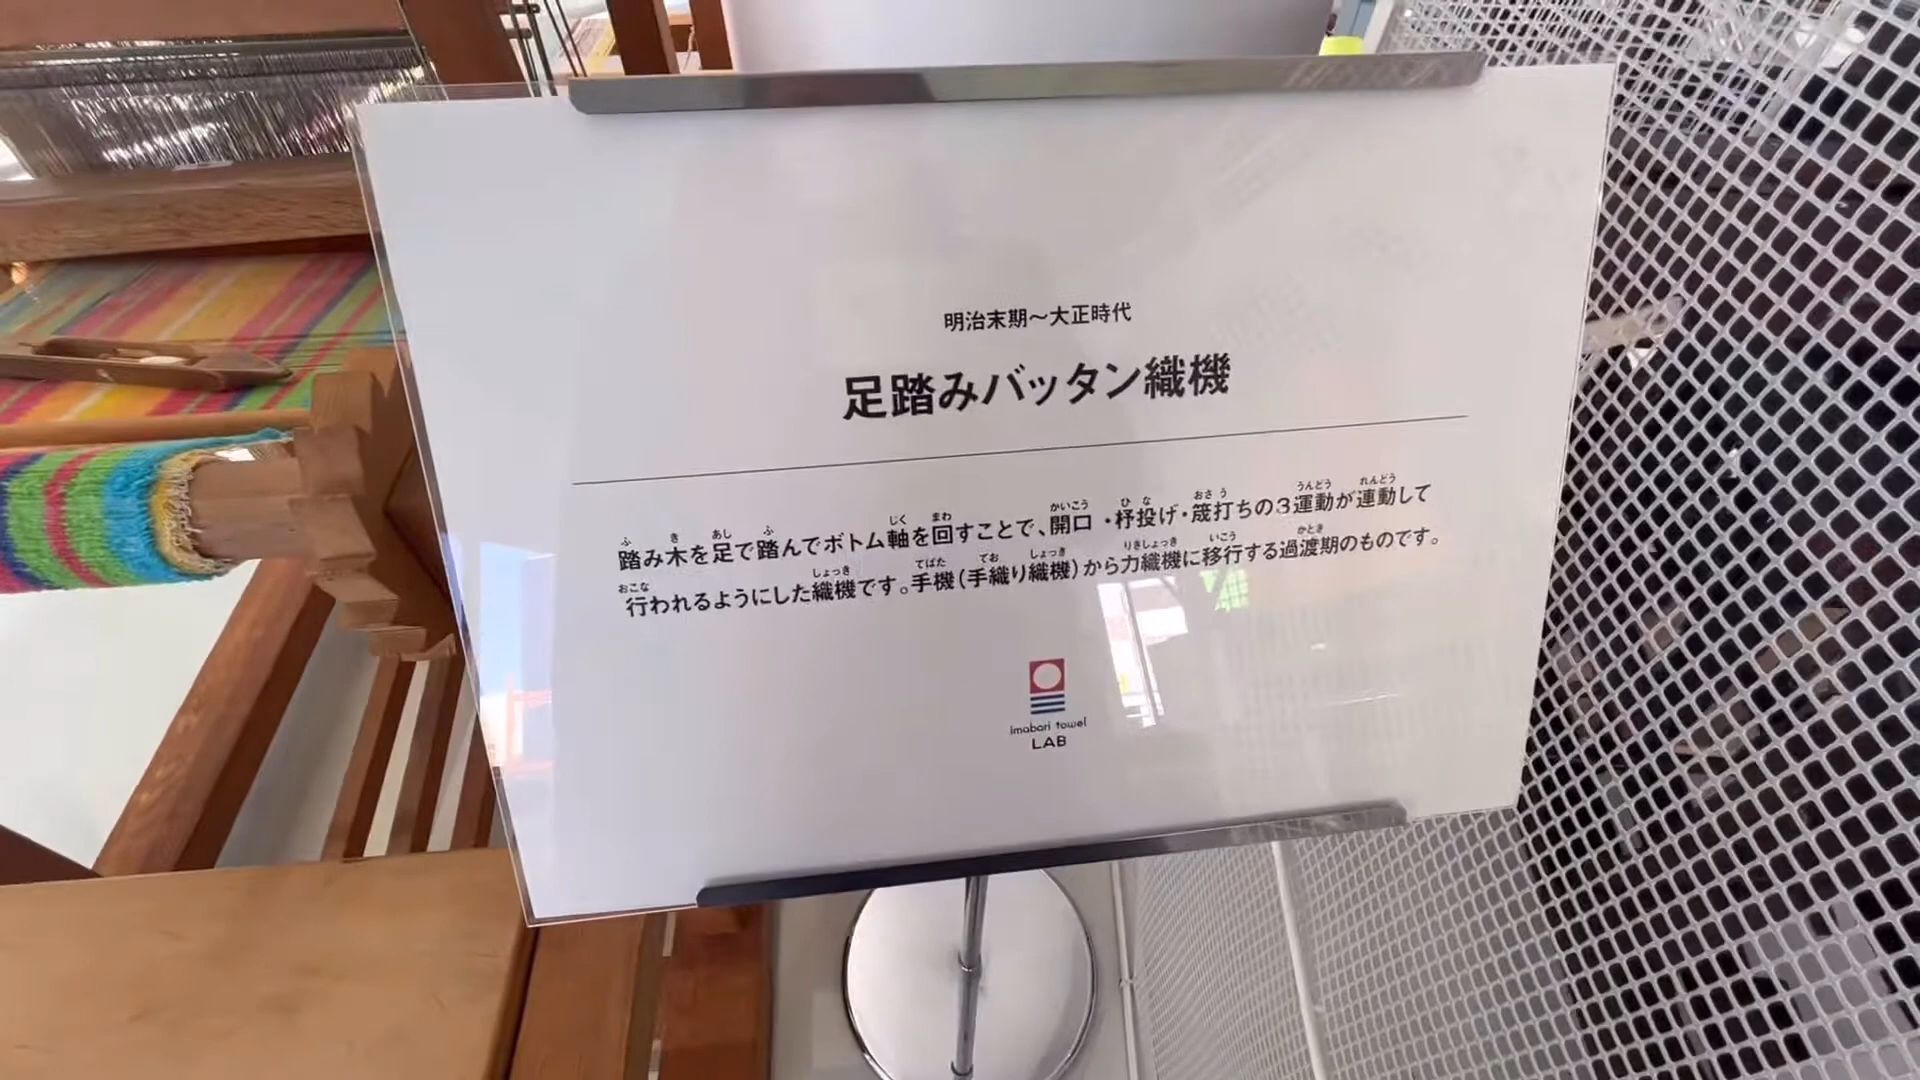 明治末期～大正時代
足踏みバッタン織機
踏み木を足で踏んでボトム軸を回すことで、開口・杼投げ・筬打ちの3運動が連動して
行われるようにした織機です。手機(手織り織機)から力織機に移行する過渡期のものです。
imabari towel
LAB